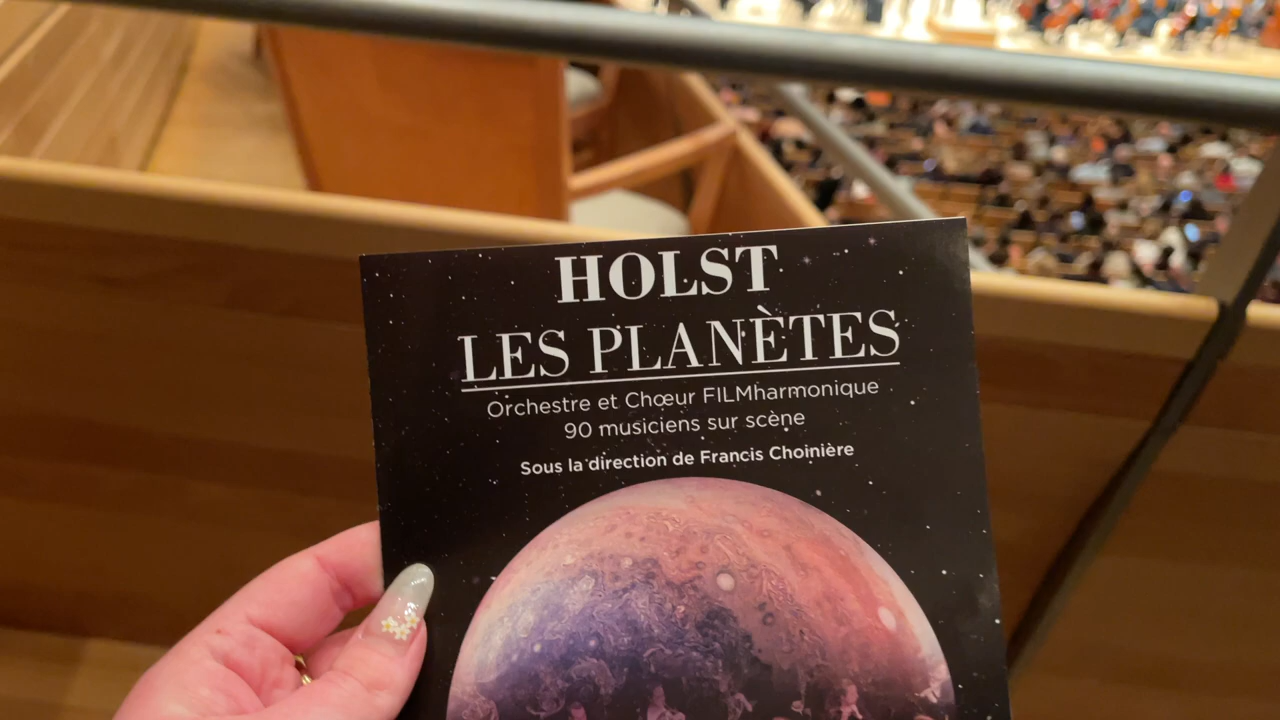 HOLST
LES PLANÈTES
Orchestre et Chœur FILMharmonique
90 musiciens sur scène
Sous la direction de Francis Choinière